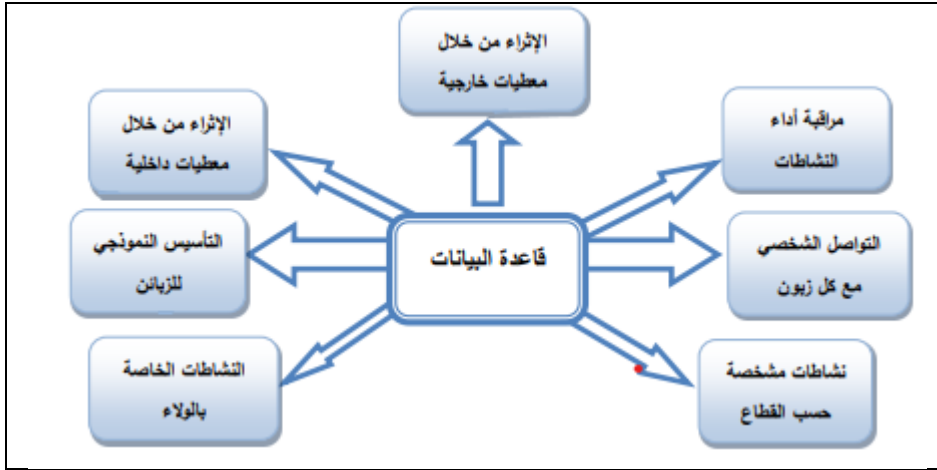 الإثراء من خلال
معطيات خارجية
مراقبة أداء
النشاطات
الإثراء من خلال
معطيات داخلية
قاعدة البيانات
التواصل الشخصي
مع كل زبون
التأسيس النموذجي
للزبائن
نشاطات مشخصة
حسب القطاع
النشاطات الخاصة
بالولاء